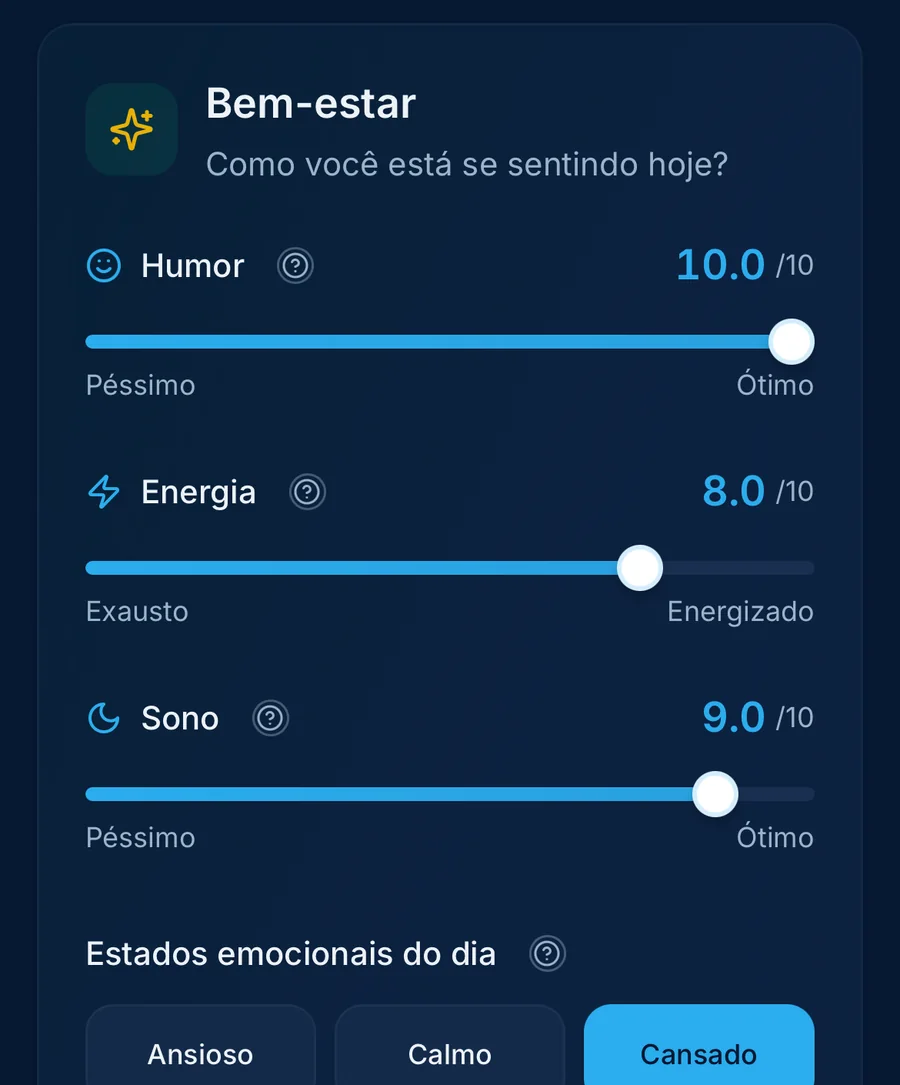 Bem-estar
Como você está se sentindo hoje?
Humor ? 10.0 /10
Péssimo Ótimo
Energia ? 8.0 /10
Exausto Energizado
Sono ? 9.0 /10
Péssimo Ótimo
Estados emocionais do dia ?
Ansioso Calmo Cansado